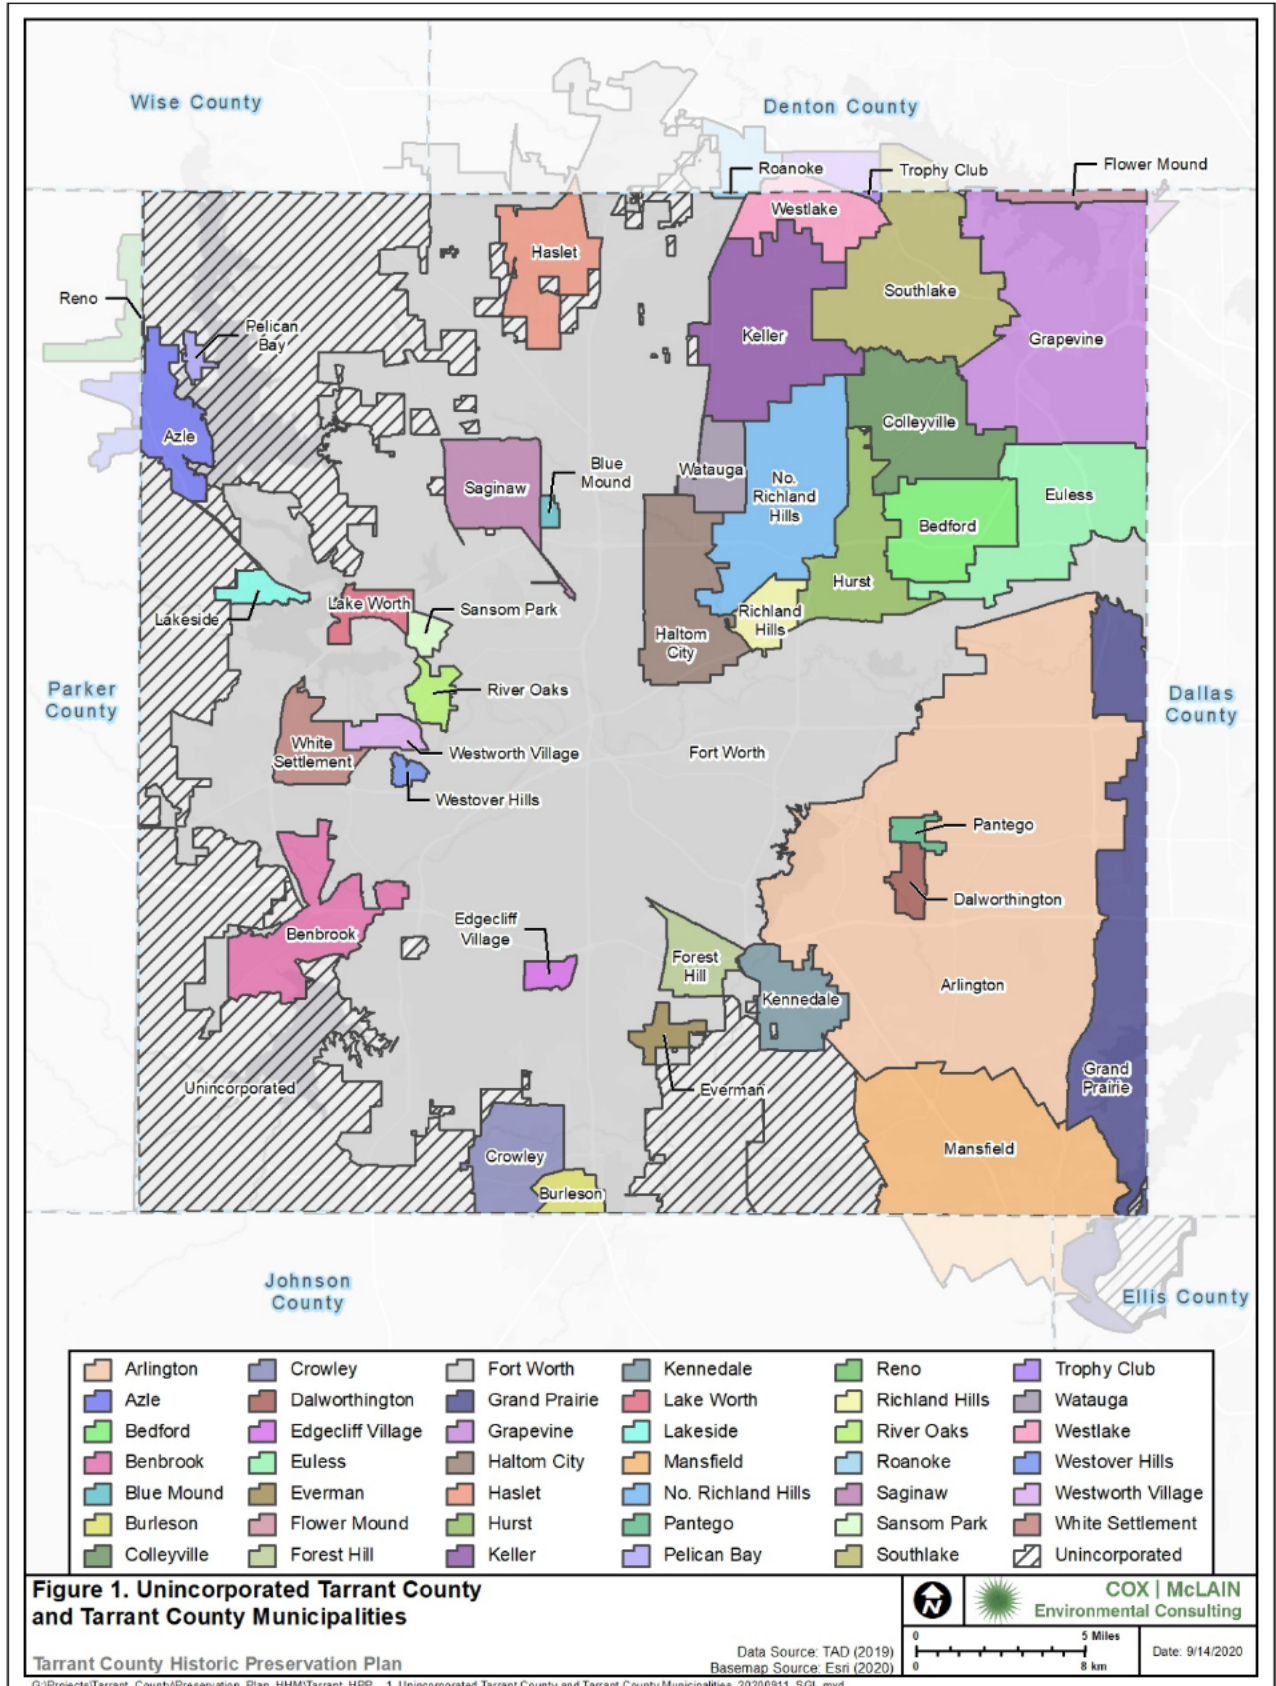 Wise County
Denton County
Roanoke
Trophy Club
Flower Mound
Westlake
Haslet
Southlake
Reno
Pelican
Bay
Keller
Grapevine
Azle
Colleyville
Blue
Mound
Watauga
No.
Richland
Hills
Saginaw
Euless
Bedford
Hurst
Lakeside
Lake Worth
Sansom Park
Richland
Hills
Haltom
City
River Oaks
Parker
County
Dallas
County
White
Settlement
Westworth Village
Fort Worth
Westover Hills
Pantego
Dalworthington
Edgecliff
Village
Benbrook
Forest
Hill
Kennedale
Arlington
Unincorporated
Everman
Grand
Prairie
Crowley
Mansfield
Burleson
Johnson
County
Ellis County
Arlington
Azle
Bedford
Benbrook
Blue Mound
Burleson
Colleyville
Crowley
Dalworthington
Edgecliff Village
Euless
Everman
Flower Mound
Forest Hill
Fort Worth
Grand Prairie
Grapevine
Haltom City
Haslet
Hurst
Keller
Kennedale
Lake Worth
Lakeside
Mansfield
No. Richland Hills
Pantego
Pelican Bay
Reno
Richland Hills
River Oaks
Roanoke
Saginaw
Sansom Park
Southlake
Trophy Club
Watauga
Westlake
Westover Hills
Westworth Village
White Settlement
Unincorporated
Figure 1. Unincorporated Tarrant County
and Tarrant County Municipalities
Tarrant County Historic Preservation Plan
Data Source: TAD (2019)
Basemap Source: Esri (2020)
N
COX | McLAIN
Environmental Consulting
0 5 Miles
0 8 km
Date: 9/14/2020